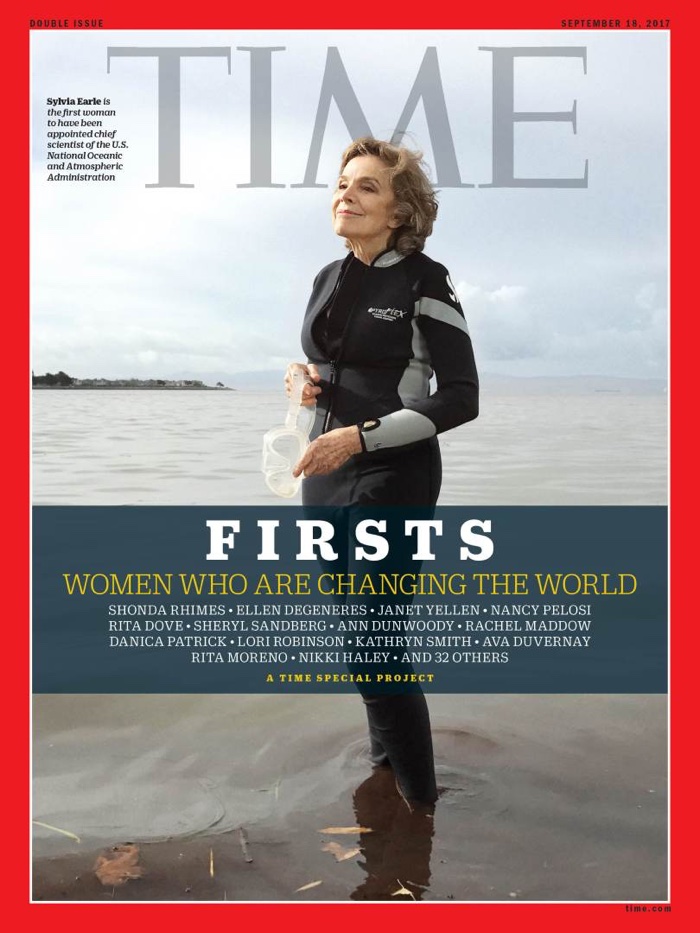 DOUBLE ISSUE
SEPTEMBER 18, 2017
TIME
Sylvia Earle is
the first woman
to have been
appointed chief
scientist of the U.S.
National Oceanic
and Atmospheric
Administration
FIRSTS
WOMEN WHO ARE CHANGING THE WORLD
SHONDA RHIMES • ELLEN DEGENERES • JANET YELLEN • NANCY PELOSI
RITA DOVE • SHERYL SANDBERG • ANN DUNWOODY • RACHEL MADDOW
DANICA PATRICK • LORI ROBINSON • KATHRYN SMITH • AVA DUVERNAY
RITA MORENO • NIKKI HALEY • AND 32 OTHERS
A TIME SPECIAL PROJECT
time.com